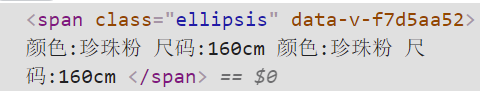 <span class="ellipsis" data-v-f7d5aa52>
颜色:珍珠粉 尺码:160cm 颜色:珍珠粉 尺
码:160cm </span> == $0